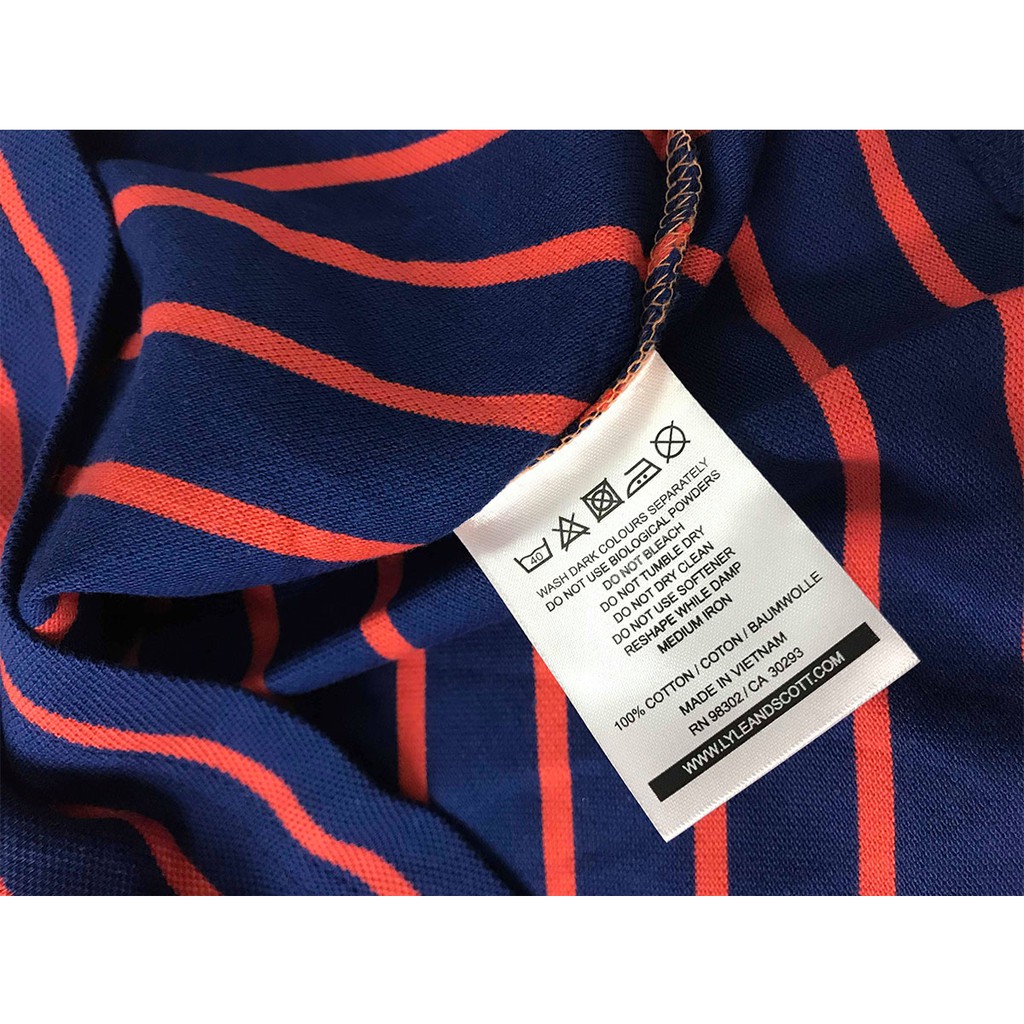 40
WASH DARK COLOURS SEPARATELY
DO NOT USE BIOLOGICAL POWDERS
DO NOT BLEACH
DO NOT TUMBLE DRY
DO NOT DRY CLEAN
DO NOT USE SOFTENER
RESHAPE WHILE DAMP
MEDIUM IRON
100% COTTON / COTON / BAUMWOLLE
MADE IN VIETNAM
RN 98302 / CA 30293
WWW.LYLEANDSCOTT.COM